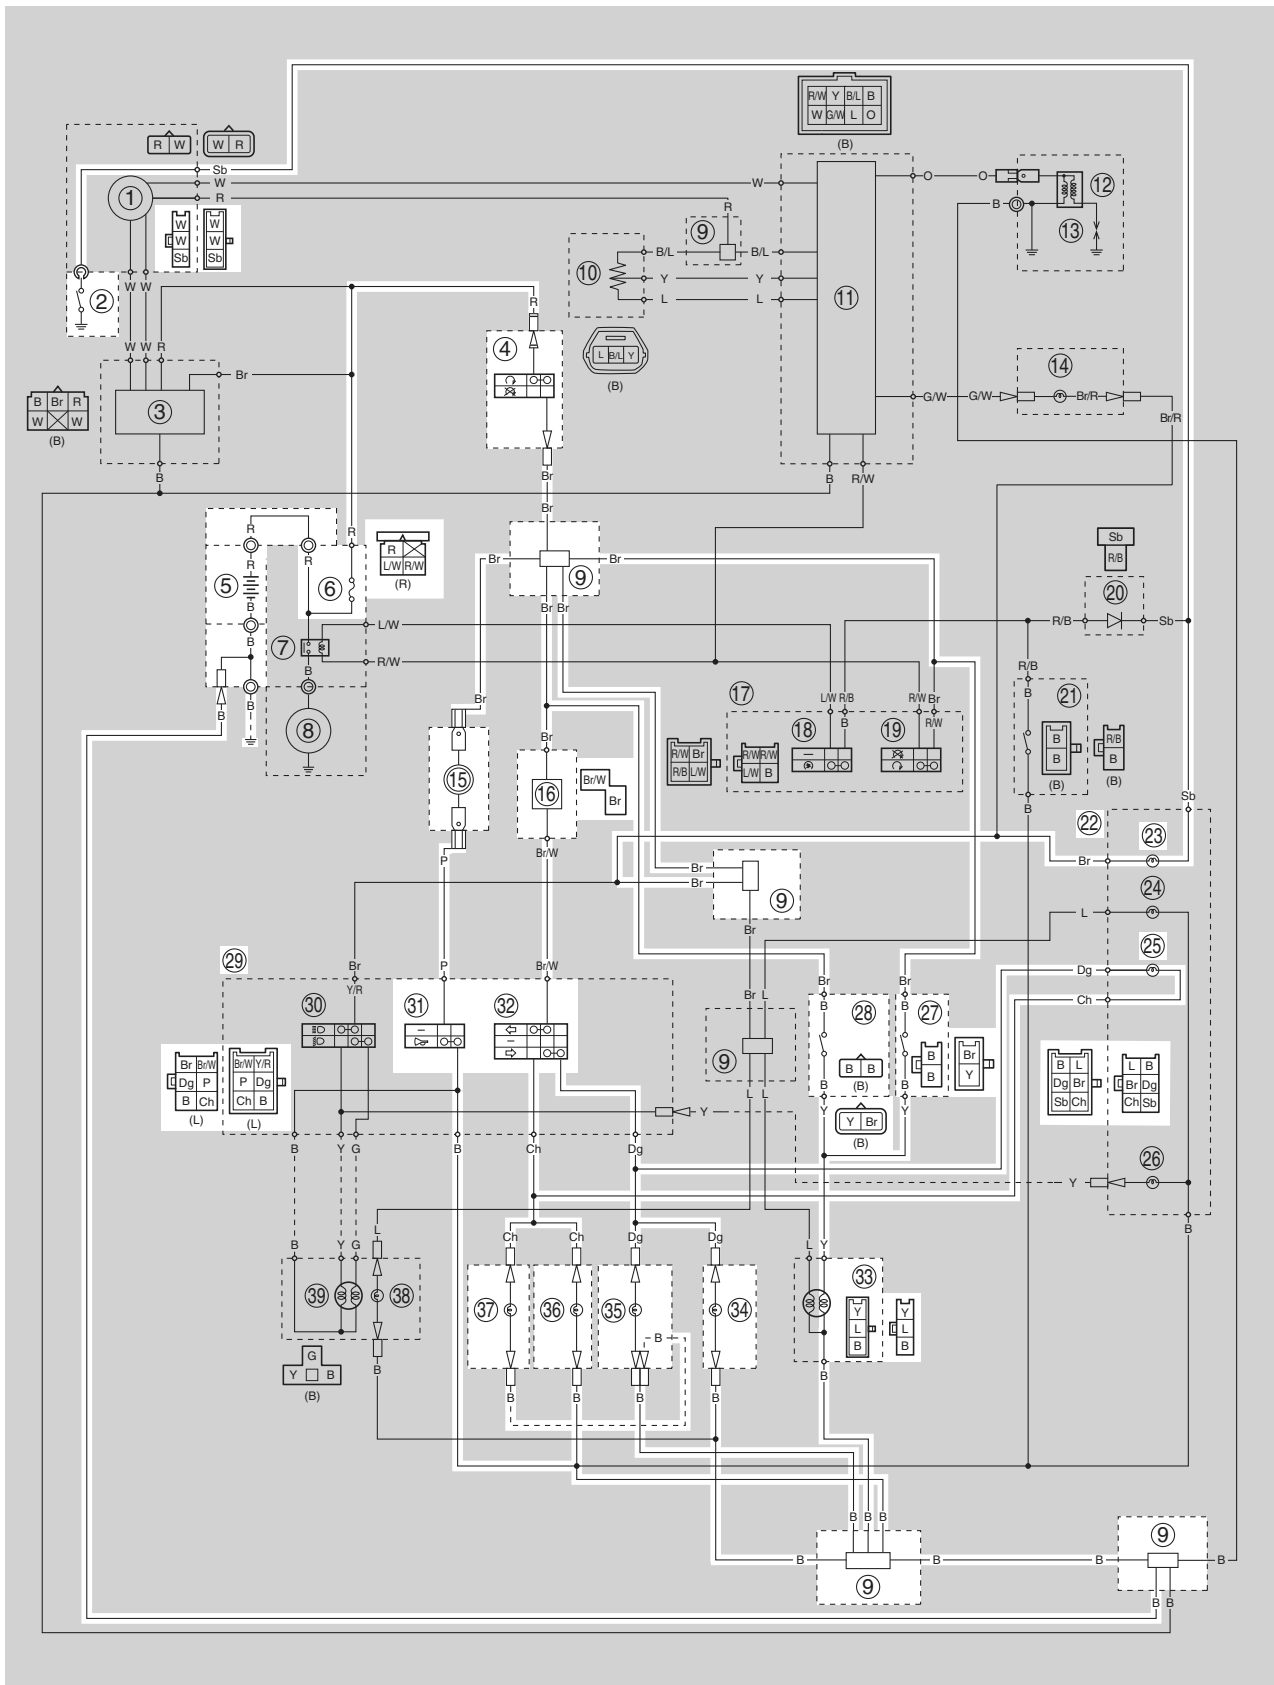 R/W Y B/L B
W G/W L O
(B)
R W
W R
Sb
W
W
R
O
O
12
1
W
W
Sb
W
W
Sb
R
B
9
13
B/L
B/L
10
Y
Y
11
L
L
2
W W
R
4
L B/L Y
(B)
14
W W R
Br
G/W
G/W
Br/R
Br/R
B Br R
W W
(B)
3
B
Br
B
R/W
Br
R
R
R
R
L/W R/W
(R)
Br
Br
9
Sb
R/B
5
R
B
6
20
Br Br
R/B
Sb
7
L/W
B
R/W
R/B
B
B
B
8
Br
17
L/W R/B
R/W Br
B
21
18
B
19
R/W
Br
R/W Br
R/B L/W
R/W R/W
L/W B
B
B
(B)
R/B
B
(B)
15
16
Br/W
Br
Sb
B
22
23
P
Br/W
Br
Br
Br
9
24
Br
L
25
29
Br
Y/R
P
Br/W
Dg
Br
Br
Ch
Br L
B
B
30
31
32
28
27
Br Br/W
Dg P
B Ch
(L)
Br/W Y/R
P Dg
Ch B
(L)
9
B B
(B)
B
B
Br
Y
B L
Dg Br
Sb Ch
L B
Br Dg
Ch Sb
B
B
L L
Y
Y
Y
Y Br
(B)
B
Y G
B
Ch
Dg
26
Y
B
L
B
Y G
Ch
Ch
Dg
Dg
L Y
39
38
37
36
35
34
33
Y
L
B
Y
L
B
B
G
Y B
(B)
B
B
B
B
B
B
B B B
9
B
B
B
B
9
B B